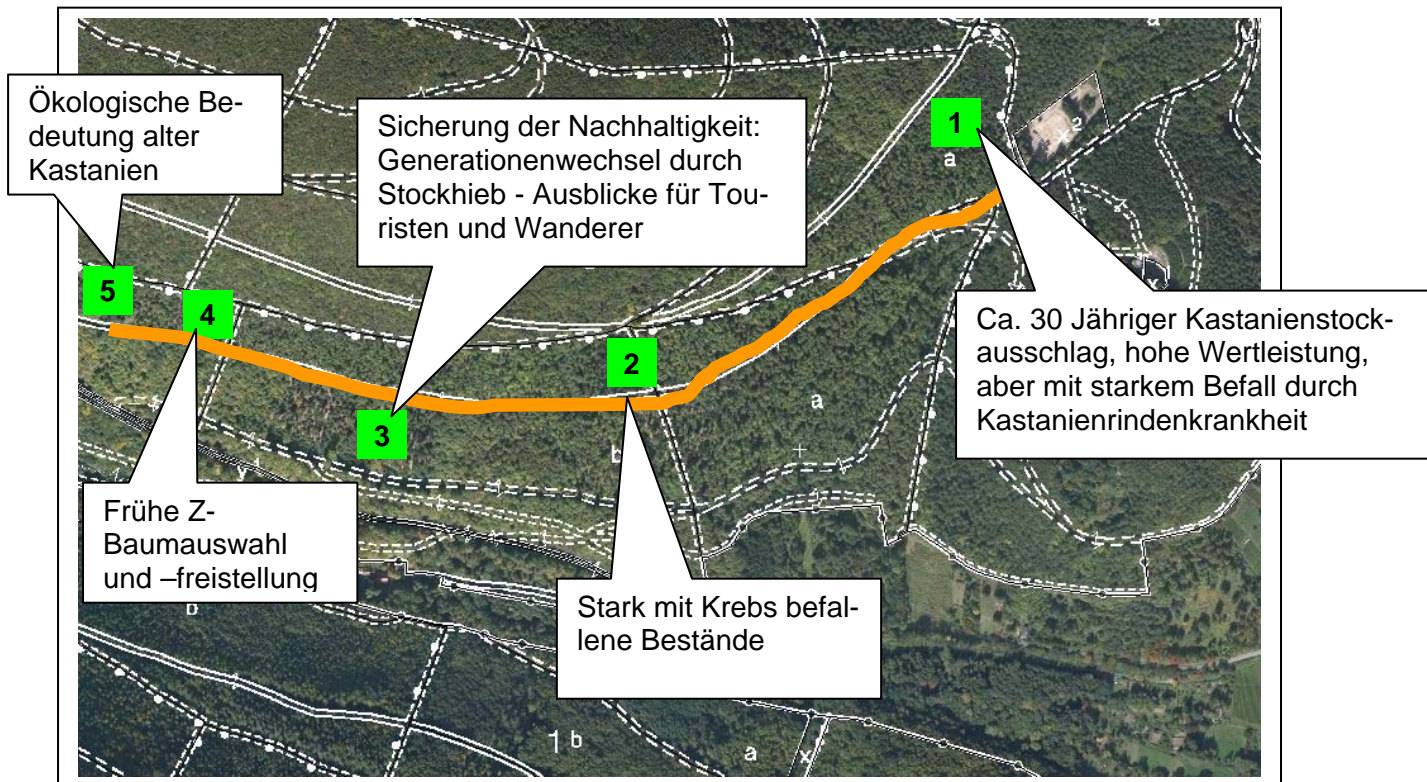 Ökologische Be-
deutung alter
Kastanien
Sicherung der Nachhaltigkeit:
Generationenwechsel durch
Stockhieb - Ausblicke für Tou-
risten und Wanderer
1
2
a
a
5
4
Ca. 30 Jähriger Kastanienstock-
ausschlag, hohe Wertleistung,
aber mit starkem Befall durch
Kastanienrindenkrankheit
2
a
3
b
Frühe Z-
Baumauswahl
und –freistellung
Stark mit Krebs befal-
lene Bestände
b
1 b
a
x